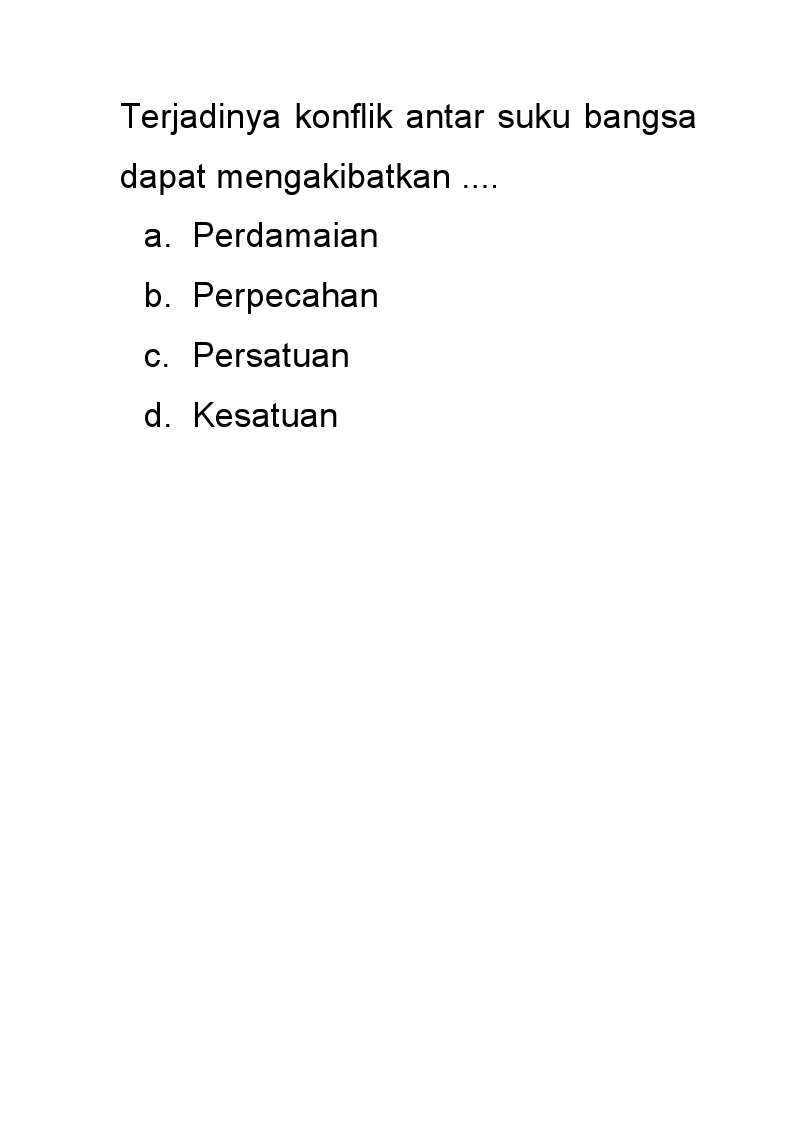 Terjadinya konflik antar suku bangsa
dapat mengakibatkan ....
a. Perdamaian
b. Perpecahan
c. Persatuan
d. Kesatuan